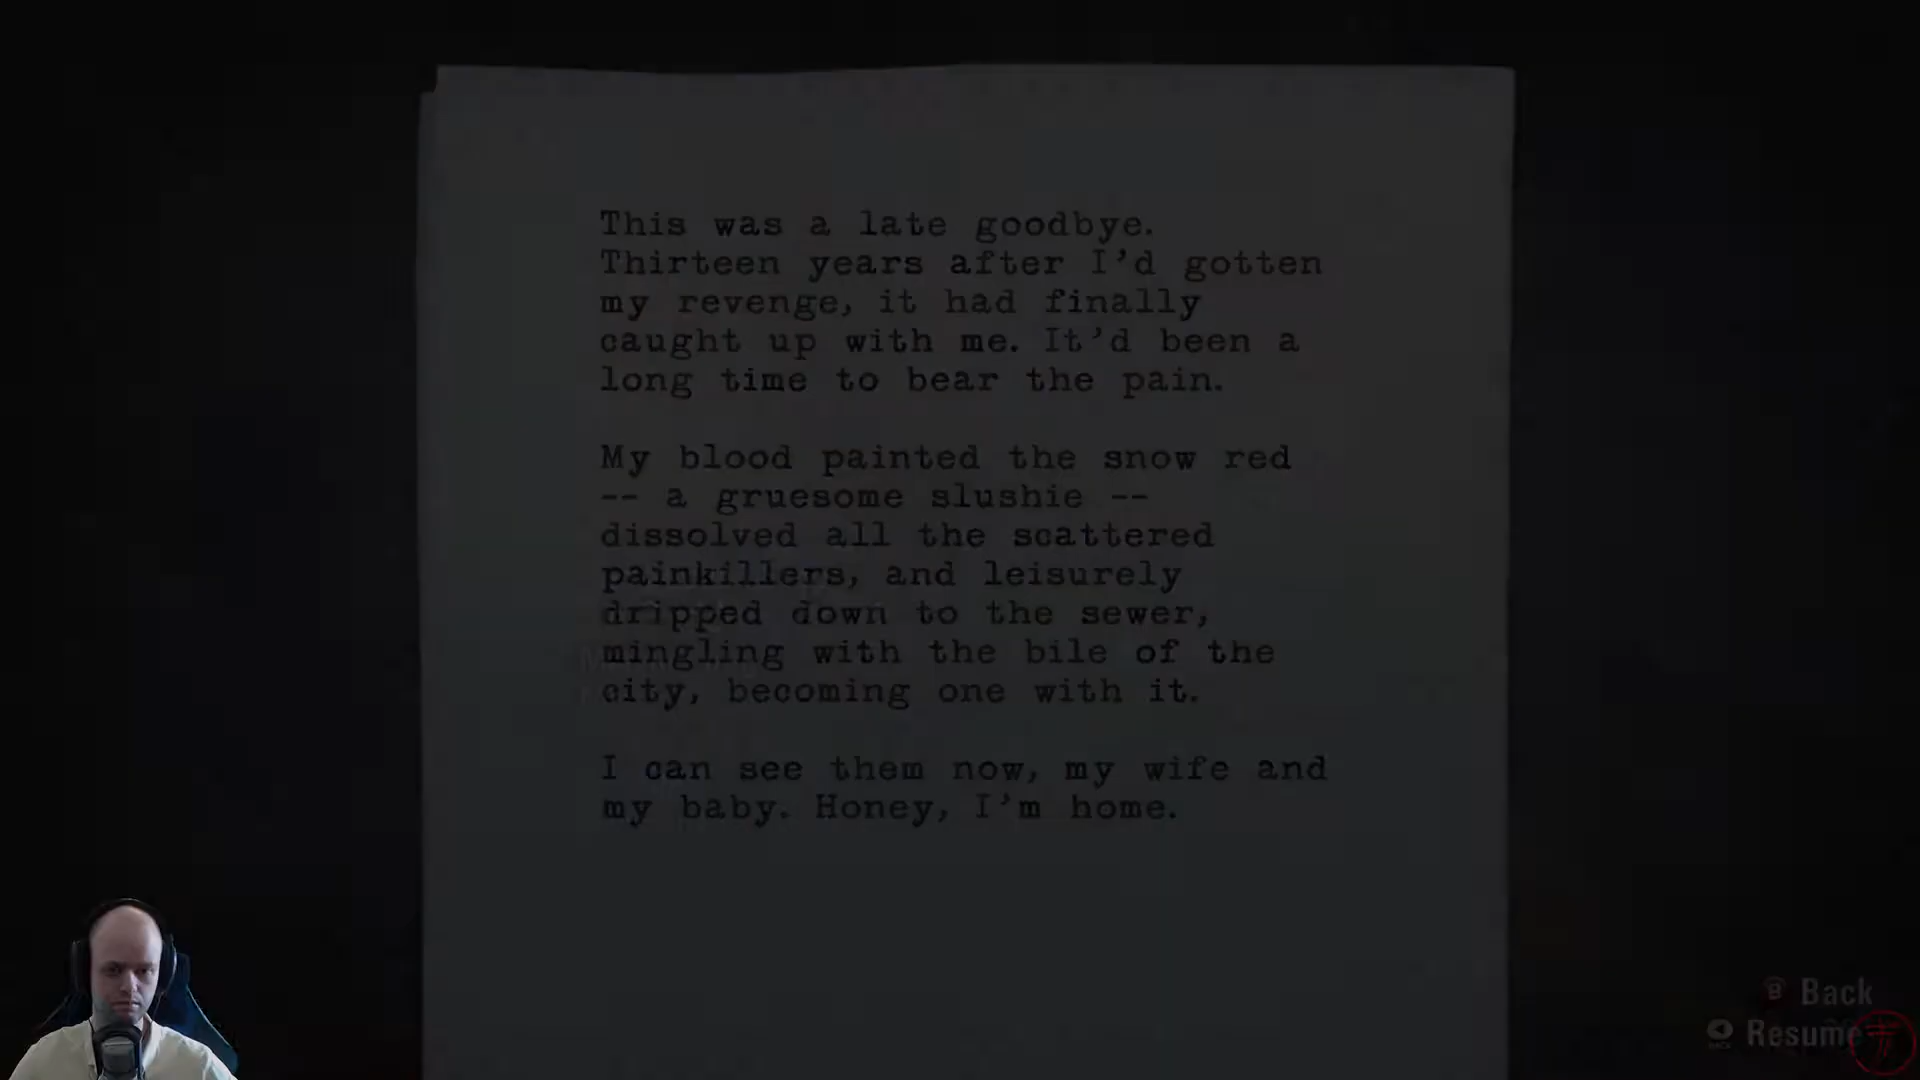 This was a late goodbye.
Thirteen years after I'd gotten
my revenge, it had finally
caught up with me. It'd been a
long time to bear the pain.
My blood painted the snow red
-- a gruesome slushie --
dissolved all the scattered
painkillers, and leisurely
dripped down to the sewer,
mingling with the bile of the
city, becoming one with it.
I can see them now, my wife and
my baby. Honey, I'm home.
B Back
BACK Resume